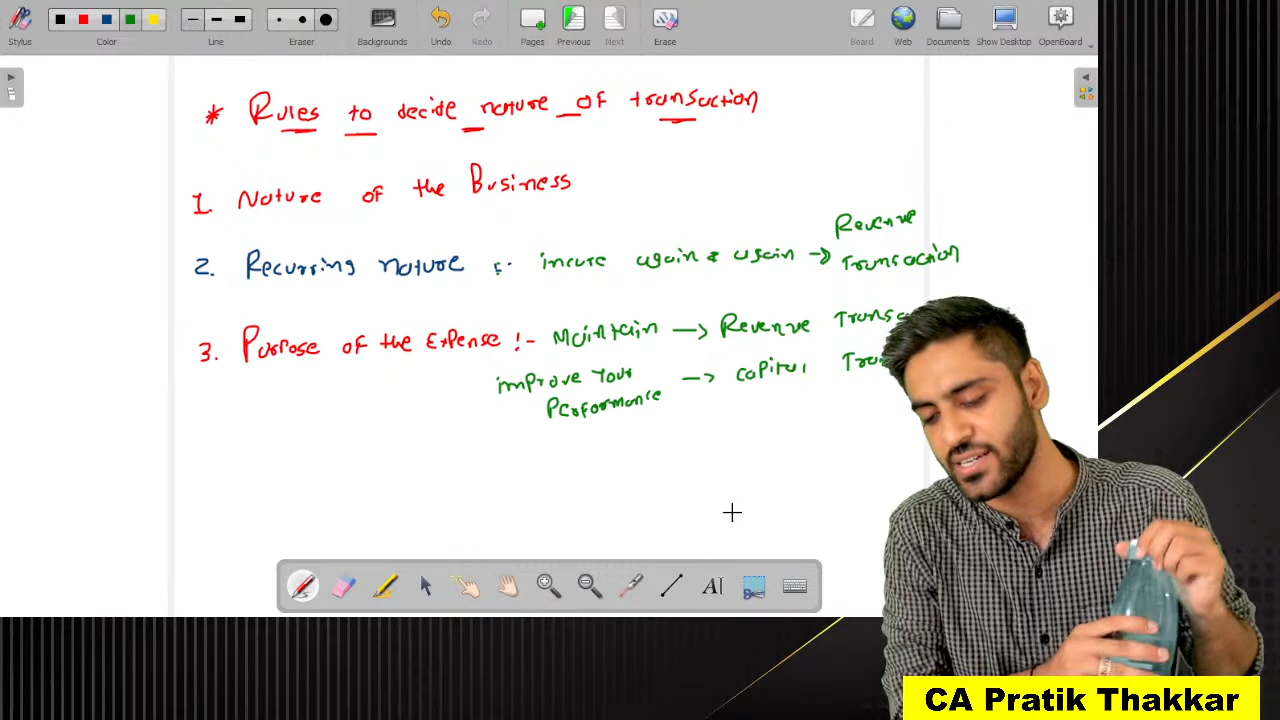 Stylus
Color
Line
Eraser
Backgrounds
Undo
Redo
Pages
Previous
Next
Erase
Board
Web
Documents
Show Desktop
OpenBoard
* Rules to decide nature of transaction
1 Nature of the Business
2. Recurring nature :- incure again & again → Revenue Transaction
3. Purpose of the Expense :- Maintain → Revenue Transac
improve Your Performance → capital Tra
CA Pratik Thakkar